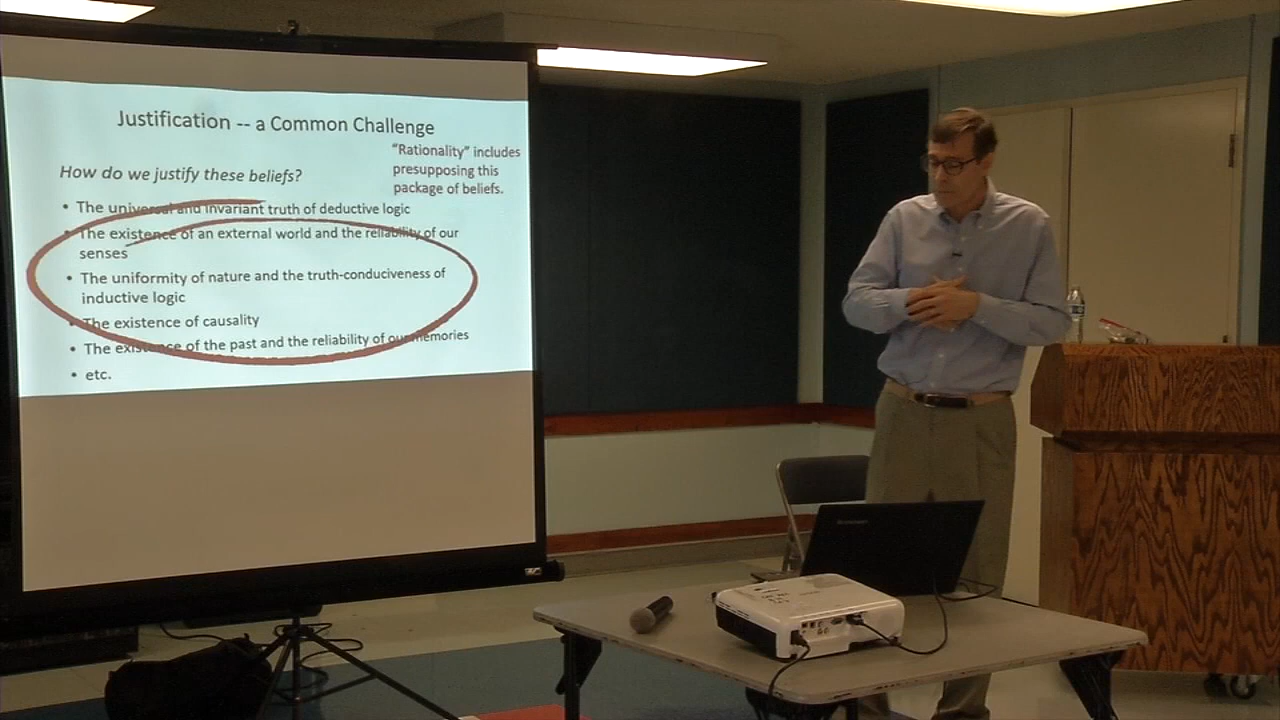 Justification -- a Common Challenge
"Rationality" includes
presupposing this
package of beliefs.
How do we justify these beliefs?
• The universal and invariant truth of deductive logic
• The existence of an external world and the reliability of our
senses
• The uniformity of nature and the truth-conduciveness of
inductive logic
• The existence of causality
• The existence of the past and the reliability of our memories
• etc.